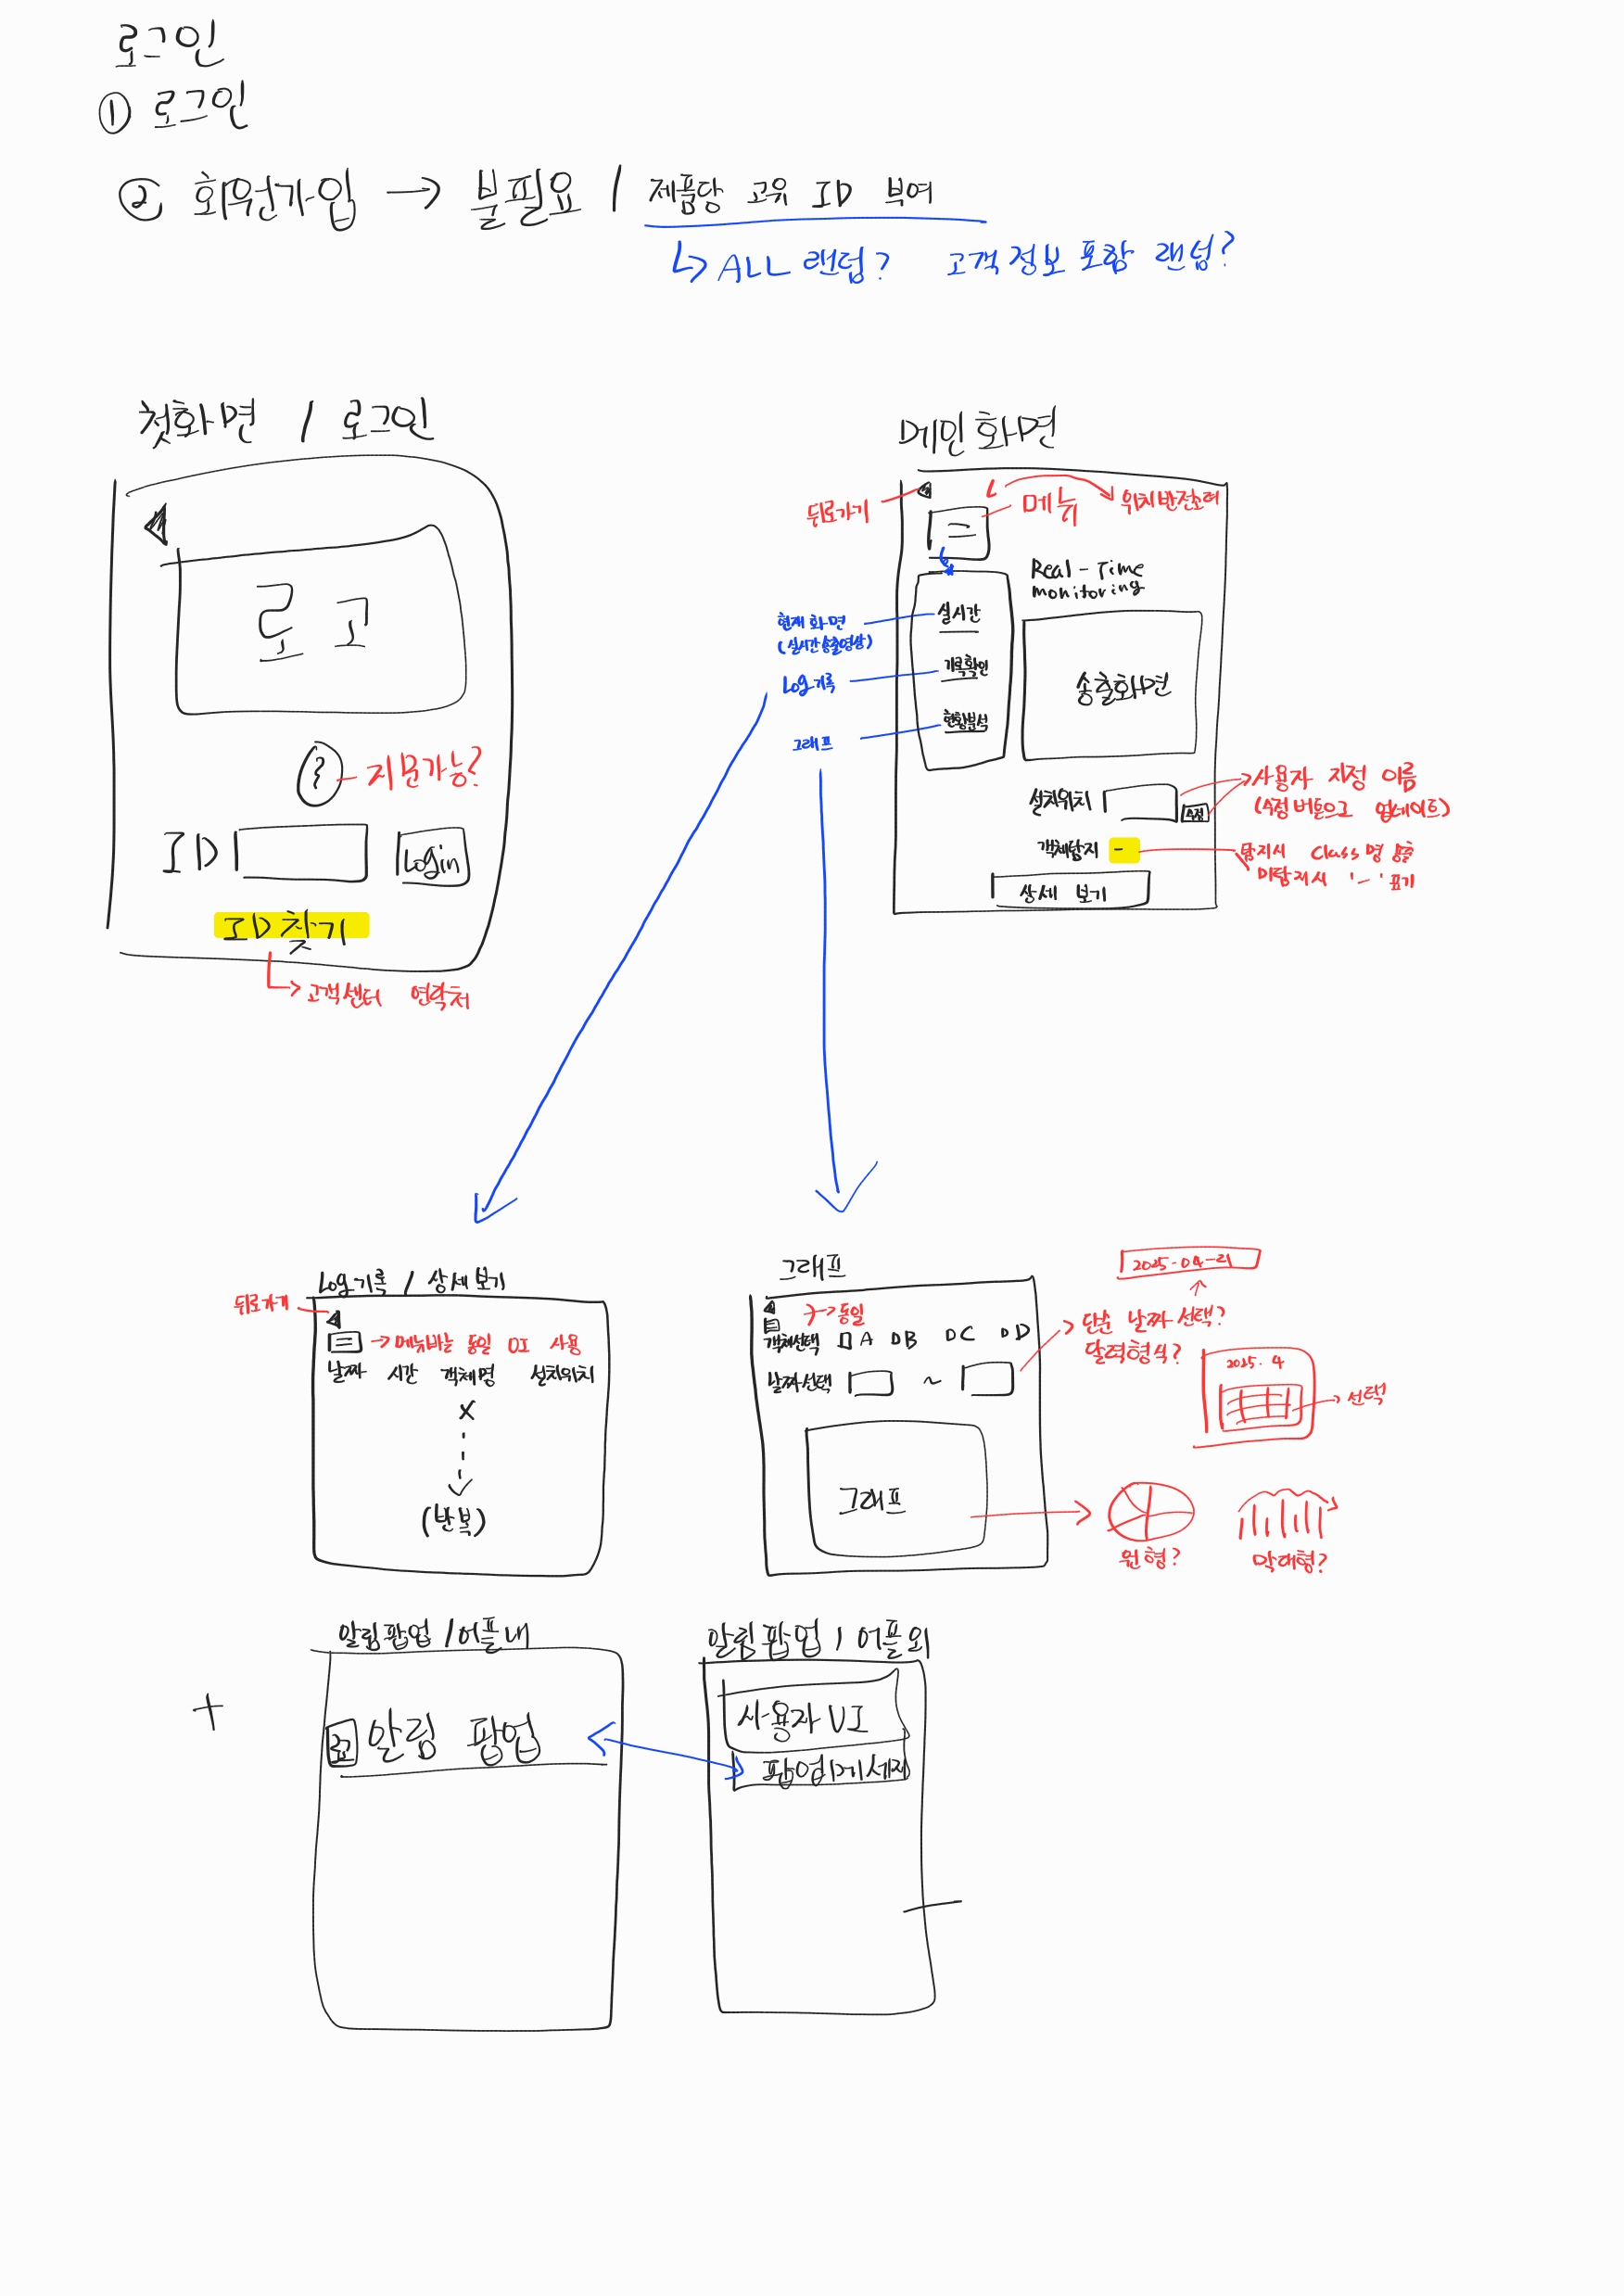 로그인
① 로그인
② 회원가입 → 불필요 / 제품당 고유 ID 부여
↳ ALL 랜덤? 고객정보 포함 랜덤?
첫화면 / 로그인
로고
지문가능?
ID
Login
ID 찾기
고객센터 연락처
메인화면
뒤로가기
메뉴
위치반전고려
Real-Time
monitoring
실시간
현재화면
(실시간송출영상)
기록확인
Log기록
현황분석
그래프
송출화면
설치위치
수정
사용자 지정 이름
(수정버튼으로 업데이트)
객체탐지 -
탐지시 Class명 송출
미탐지시 '-' 표기
상세 보기
Log기록 / 상세보기
뒤로가기
→ 메뉴바는 동일 UI 사용
날짜 시간 객체명 설치위치
(반복)
그래프
→ 동일
객체선택 □A □B □C □D
날짜선택 ~
2025-04-21
단순 날짜 선택?
달력형식?
2025. 4
선택
그래프
원형?
막대형?
알림팝업 / 어플내
+
로고
알림 팝업
알림팝업 / 어플외
사용자 UI
팝업메세지